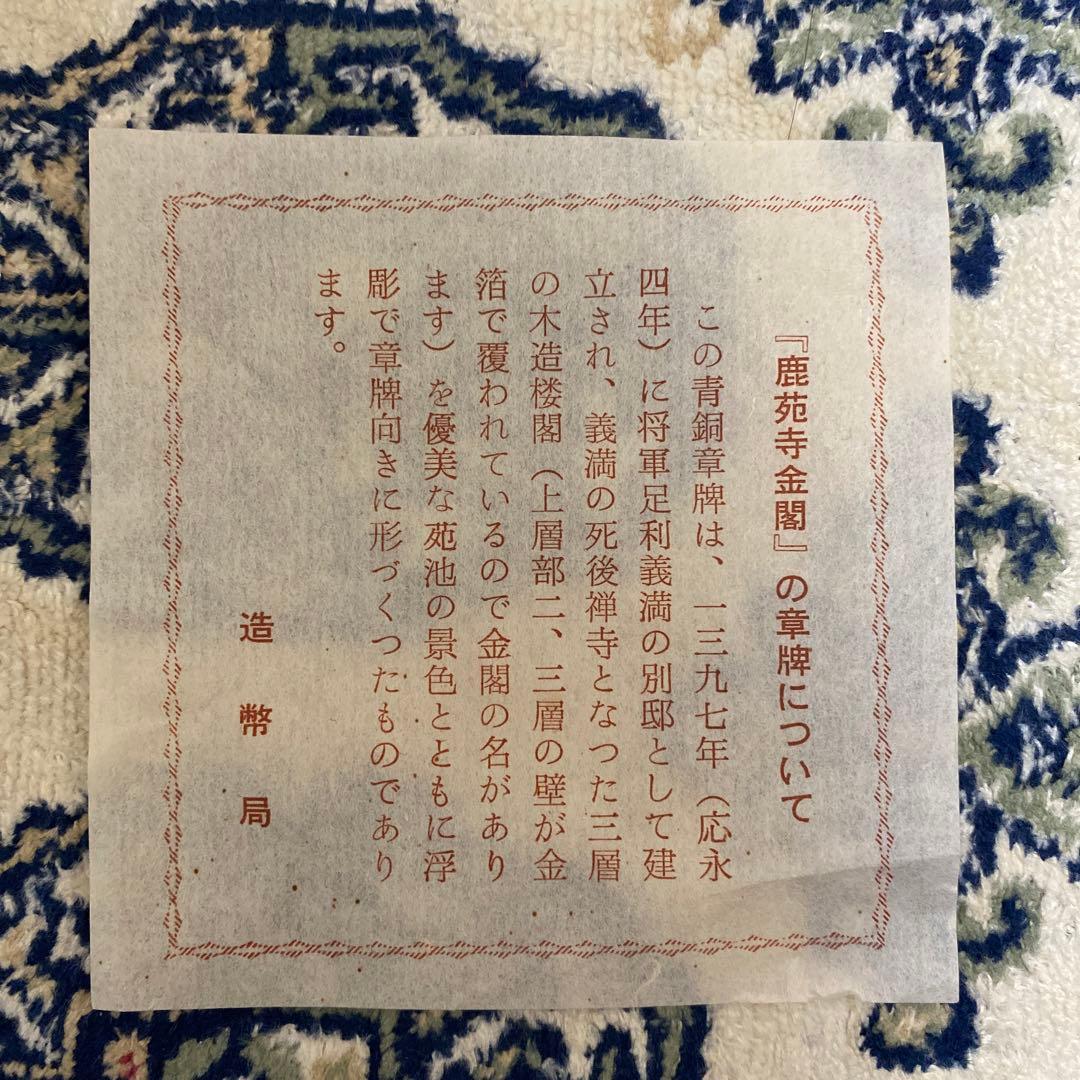 『鹿苑寺金閣』の章牌について
この青銅章牌は、一三九七年（応永
四年）に将軍足利義満の別邸として建
立され、義満の死後禅寺となつた三層
の木造楼閣（上層部二、三層の壁が金
箔で覆われているので金閣の名があり
ます）を優美な苑池の景色とともに浮
彫で章牌向きに形づくつたものであり
ます。
造幣局